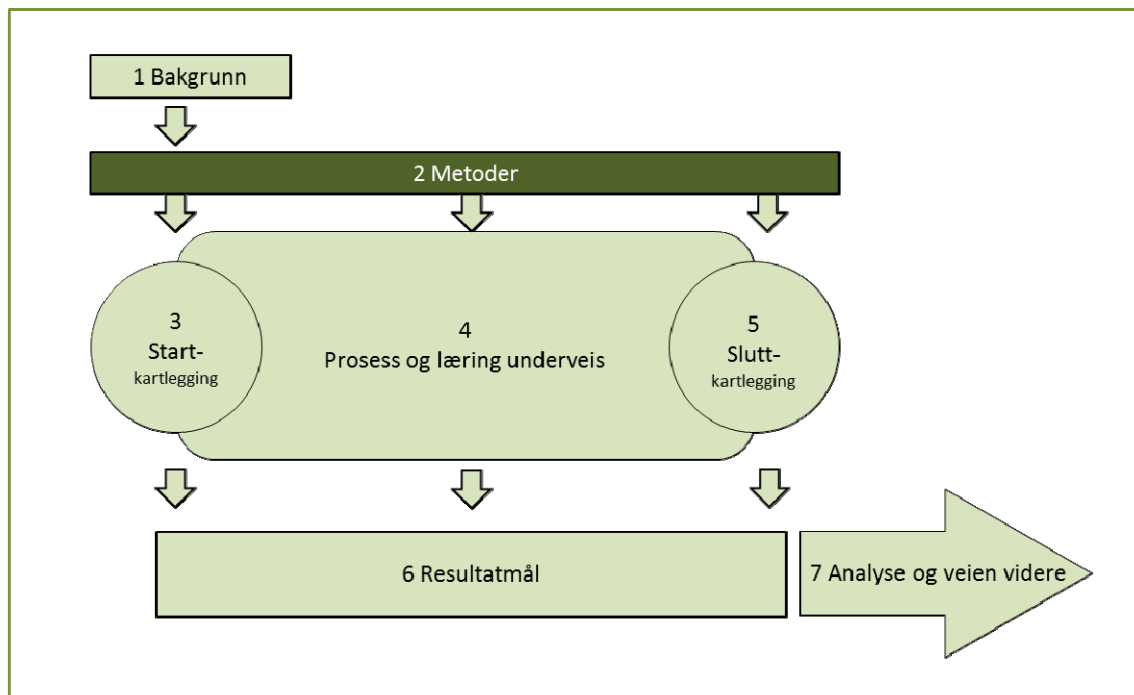 1 Bakgrunn
2 Metoder
3
Start-
kartlegging
4
Prosess og læring underveis
5
Slutt-
kartlegging
6 Resultatmål
7 Analyse og veien videre